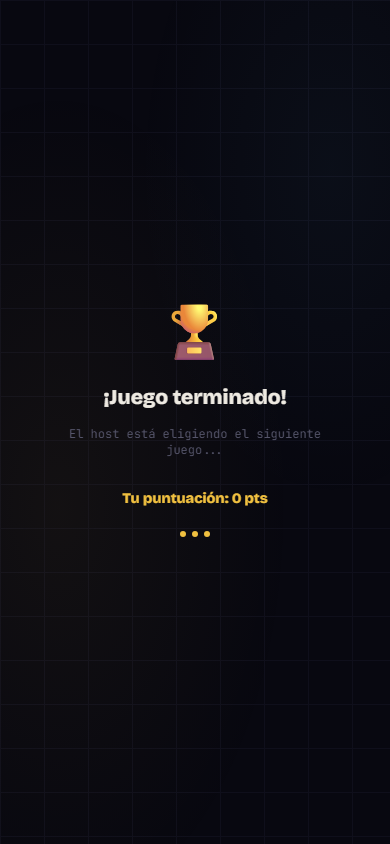 ¡Juego terminado!
El host está eligiendo el siguiente
juego...
Tu puntuación: 0 pts